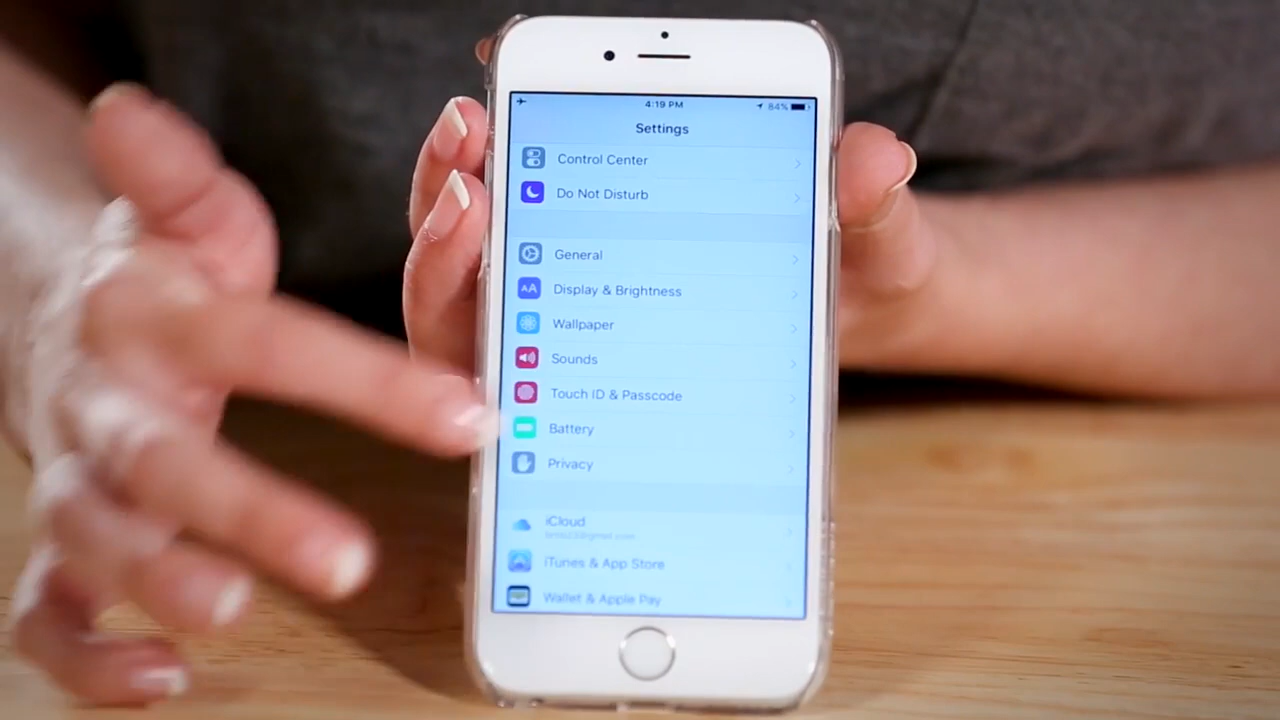 4:19 PM
84%
Settings
Control Center
Do Not Disturb
General
Display & Brightness
AA
Wallpaper
Sounds
Touch ID & Passcode
Battery
Privacy
iCloud
iTunes & App Store
Wallet & Apple Pay